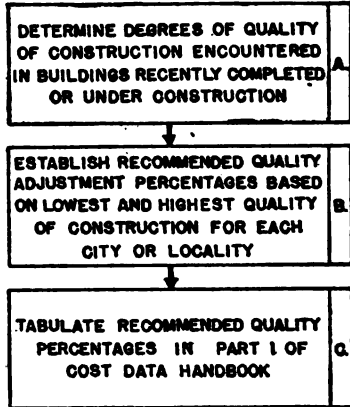 DETERMINE DEGREES OF QUALITY
OF CONSTRUCTION ENCOUNTERED
IN BUILDINGS RECENTLY COMPLETED
OR UNDER CONSTRUCTION
A.
ESTABLISH RECOMMENDED QUALITY
ADJUSTMENT PERCENTAGES BASED
ON LOWEST AND HIGHEST QUALITY
OF CONSTRUCTION FOR EACH
CITY OR LOCALITY
B.
TABULATE RECOMMENDED QUALITY
PERCENTAGES IN PART I OF
COST DATA HANDBOOK
C.